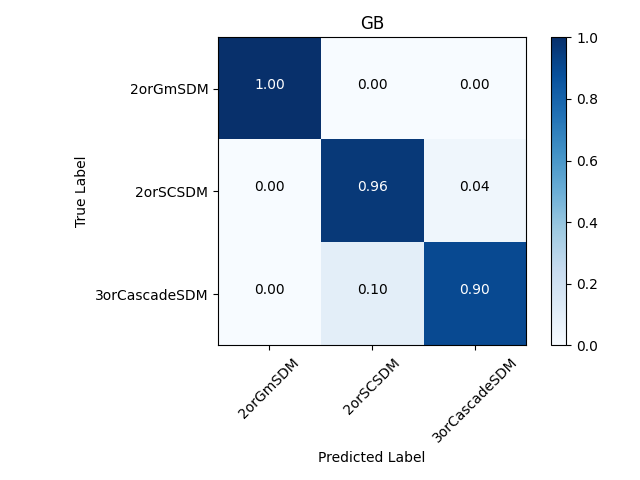 GB
True Label
2orGmSDM 1.00 0.00 0.00
2orSCSDM 0.00 0.96 0.04
3orCascadeSDM 0.00 0.10 0.90
2orGmSDM 2orSCSDM 3orCascadeSDM
Predicted Label
1.0
0.8
0.6
0.4
0.2
0.0